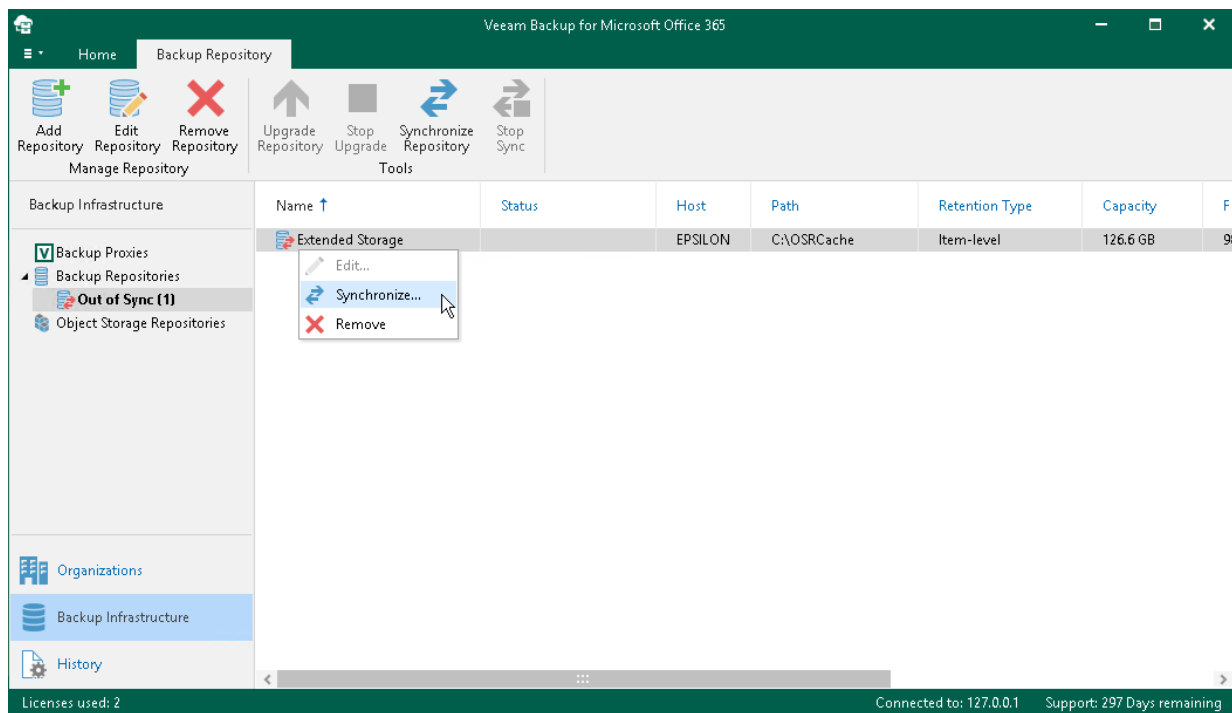 Veeam Backup for Microsoft Office 365
Home Backup Repository
Add Repository
Edit Repository
Remove Repository
Upgrade Repository
Stop Upgrade
Synchronize Repository
Stop Sync
Manage Repository
Tools
Backup Infrastructure
Name Status Host Path Retention Type Capacity F
Extended Storage EPSILON C:\OSRCache Item-level 126.6 GB
Backup Proxies
Backup Repositories
Out of Sync (1)
Object Storage Repositories
Edit...
Synchronize...
Remove
Organizations
Backup Infrastructure
History
Licenses used: 2 Connected to: 127.0.0.1 Support: 297 Days remaining